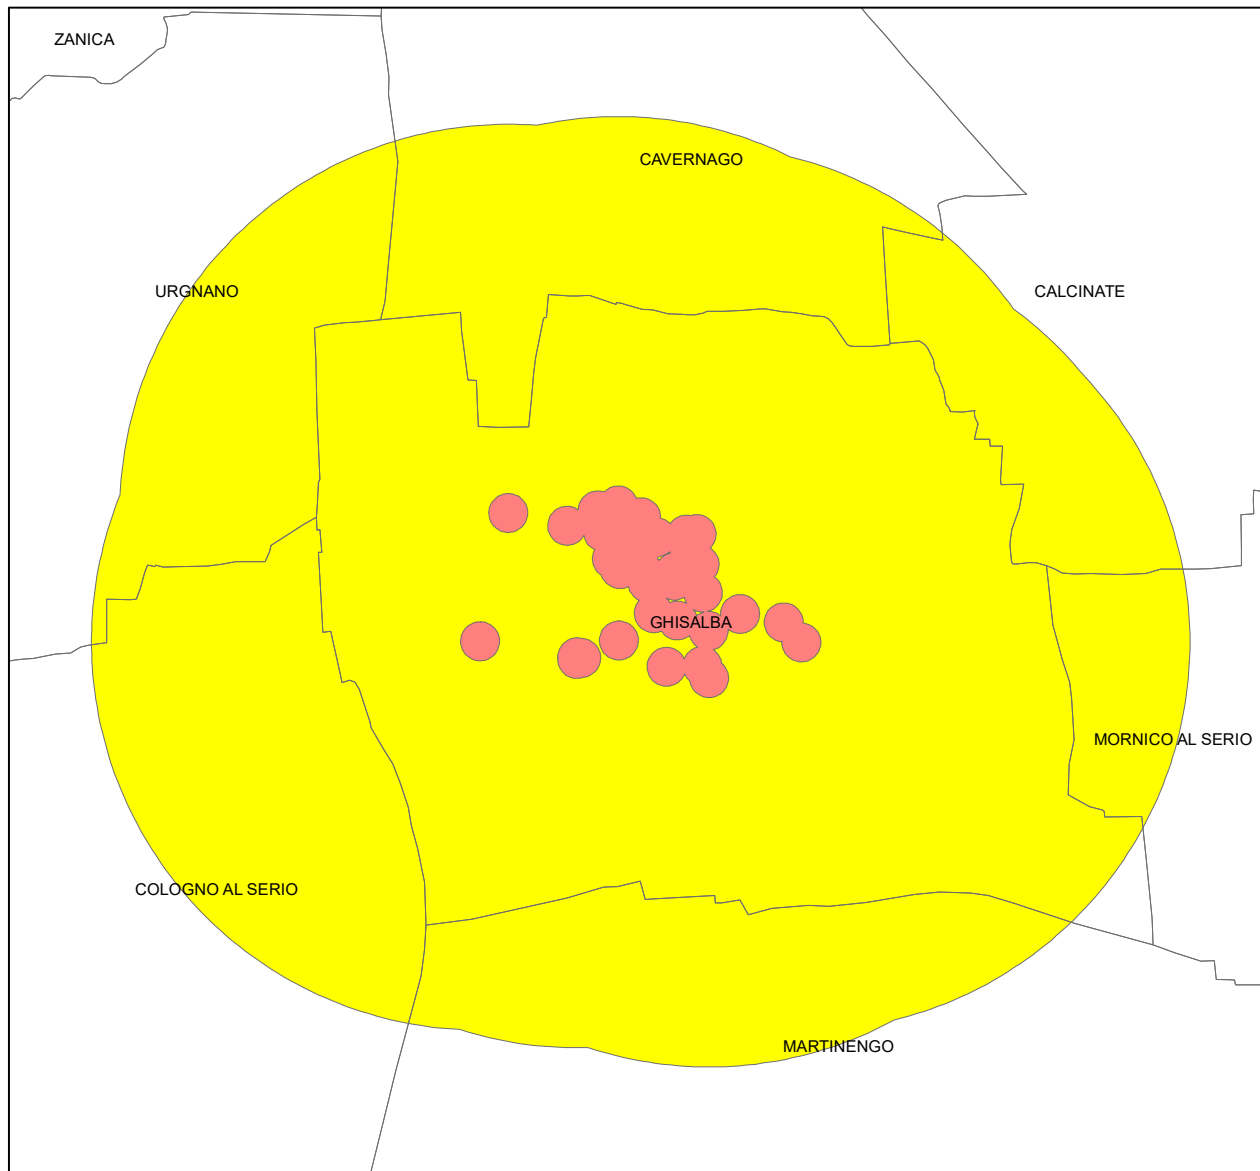 ZANICA
CAVERNAGO
URGNANO
CALCINATE
GHISALBA
MORNICO AL SERIO
COLOGNO AL SERIO
MARTINENGO